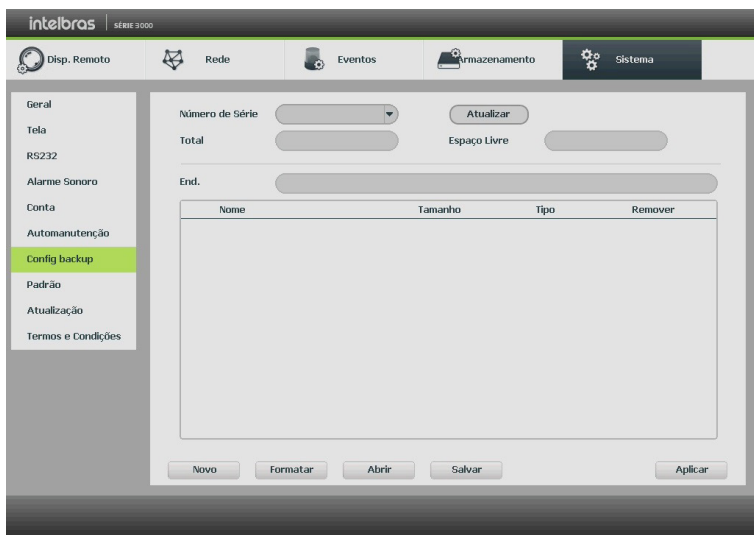 intelbras SÉRIE 3000
Disp. Remoto Rede Eventos Armazenamento Sistema
Geral
Tela
RS232
Alarme Sonoro
Conta
Automanutenção
Config backup
Padrão
Atualização
Termos e Condições
Número de Série Atualizar
Total Espaço Livre
End.
Nome Tamanho Tipo Remover
Novo Formatar Abrir Salvar Aplicar